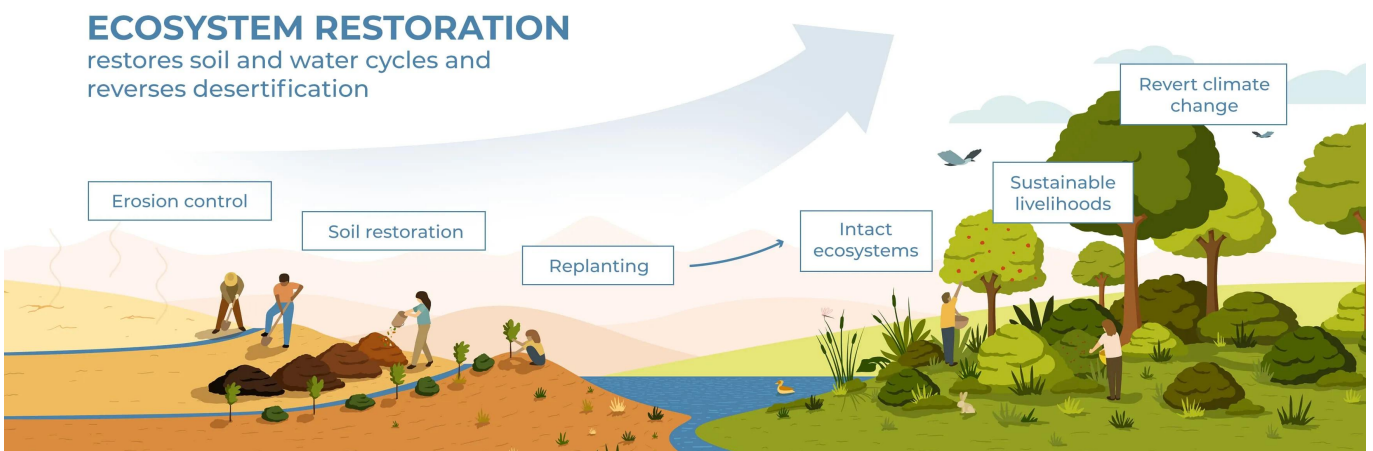 ECOSYSTEM RESTORATION
restores soil and water cycles and
reverses desertification
Erosion control
Soil restoration
Replanting
Intact
ecosystems
Sustainable
livelihoods
Revert climate
change